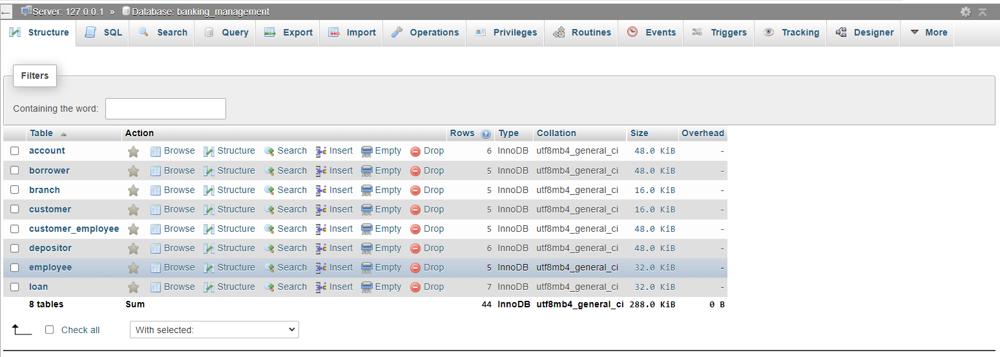 Server: 127.0.0.1 » Database: banking_management
Structure SQL Search Query Export Import Operations Privileges Routines Events Triggers Tracking Designer More
Filters
Containing the word:
Table Action Rows Type Collation Size Overhead
account Browse Structure Search Insert Empty Drop 6 InnoDB utf8mb4_general_ci 48.0 KiB -
borrower Browse Structure Search Insert Empty Drop 5 InnoDB utf8mb4_general_ci 48.0 KiB -
branch Browse Structure Search Insert Empty Drop 5 InnoDB utf8mb4_general_ci 16.0 KiB -
customer Browse Structure Search Insert Empty Drop 5 InnoDB utf8mb4_general_ci 16.0 KiB -
customer_employee Browse Structure Search Insert Empty Drop 5 InnoDB utf8mb4_general_ci 48.0 KiB -
depositor Browse Structure Search Insert Empty Drop 6 InnoDB utf8mb4_general_ci 48.0 KiB -
employee Browse Structure Search Insert Empty Drop 5 InnoDB utf8mb4_general_ci 32.0 KiB -
loan Browse Structure Search Insert Empty Drop 7 InnoDB utf8mb4_general_ci 32.0 KiB -
8 tables Sum 44 InnoDB utf8mb4_general_ci 288.0 KiB 0 B
Check all With selected: